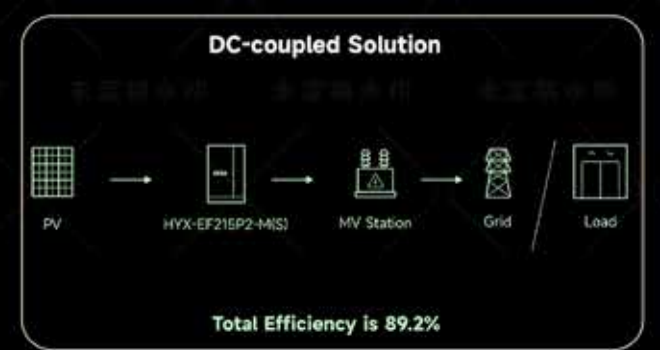 DC-coupled Solution
PV
HYX-EF215P2-M(S)
MV Station
Grid
Load
Total Efficiency is 89.2%